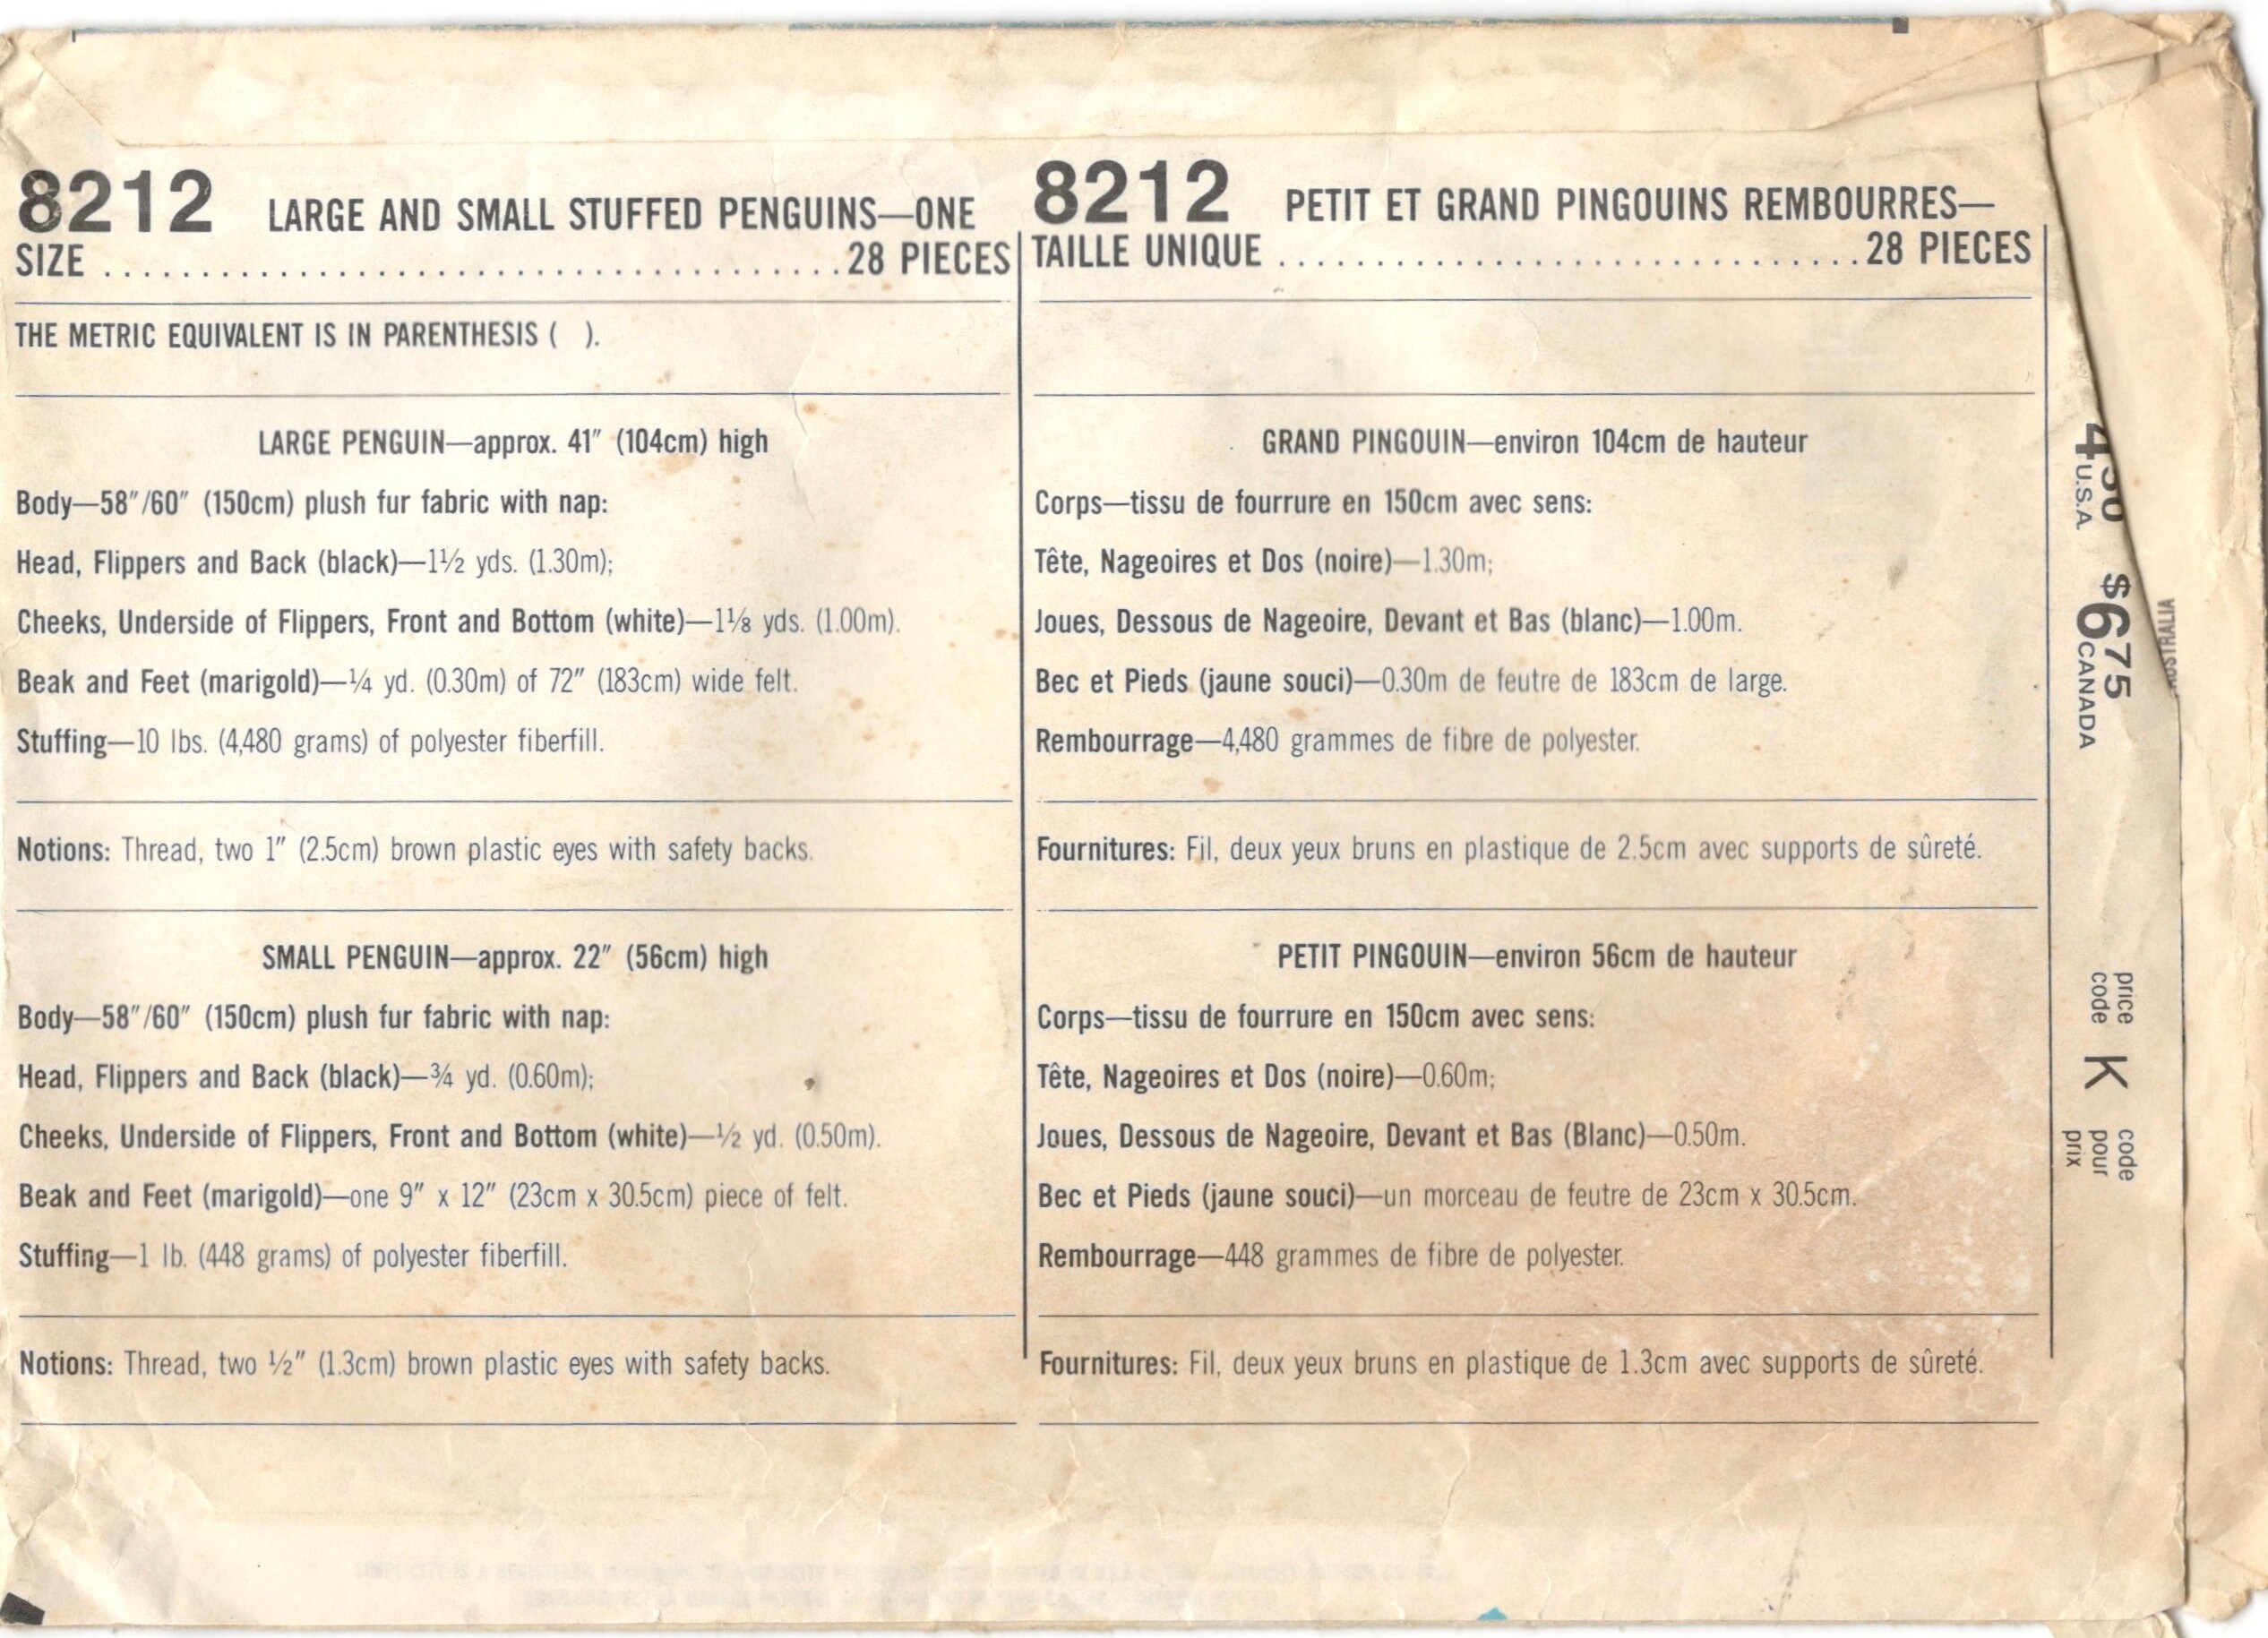 8212 LARGE AND SMALL STUFFED PENGUINS—ONE
SIZE ......................................28 PIECES
THE METRIC EQUIVALENT IS IN PARENTHESIS ( ).
LARGE PENGUIN—approx. 41″ (104cm) high
Body—58″/60″ (150cm) plush fur fabric with nap:
Head, Flippers and Back (black)—1½ yds. (1.30m);
Cheeks, Underside of Flippers, Front and Bottom (white)—1⅛ yds. (1.00m).
Beak and Feet (marigold)—¼ yd. (0.30m) of 72″ (183cm) wide felt.
Stuffing—10 lbs. (4,480 grams) of polyester fiberfill.
Notions: Thread, two 1″ (2.5cm) brown plastic eyes with safety backs.
SMALL PENGUIN—approx. 22″ (56cm) high
Body—58″/60″ (150cm) plush fur fabric with nap:
Head, Flippers and Back (black)—¾ yd. (0.60m);
Cheeks, Underside of Flippers, Front and Bottom (white)—½ yd. (0.50m).
Beak and Feet (marigold)—one 9″ x 12″ (23cm x 30.5cm) piece of felt.
Stuffing—1 lb. (448 grams) of polyester fiberfill.
Notions: Thread, two ½″ (1.3cm) brown plastic eyes with safety backs.
8212 PETIT ET GRAND PINGOUINS REMBOURRES—
TAILLE UNIQUE ..............................28 PIECES
GRAND PINGOUIN—environ 104cm de hauteur
Corps—tissu de fourrure en 150cm avec sens:
Tête, Nageoires et Dos (noire)—1.30m;
Joues, Dessous de Nageoire, Devant et Bas (blanc)—1.00m.
Bec et Pieds (jaune souci)—0.30m de feutre de 183cm de large.
Rembourrage—4,480 grammes de fibre de polyester.
Fournitures: Fil, deux yeux bruns en plastique de 2.5cm avec supports de sûreté.
PETIT PINGOUIN—environ 56cm de hauteur
Corps—tissu de fourrure en 150cm avec sens:
Tête, Nageoires et Dos (noire)—0.60m;
Joues, Dessous de Nageoire, Devant et Bas (Blanc)—0.50m.
Bec et Pieds (jaune souci)—un morceau de feutre de 23cm x 30.5cm.
Rembourrage—448 grammes de fibre de polyester.
Fournitures: Fil, deux yeux bruns en plastique de 1.3cm avec supports de sûreté.
U.S.A.
$675
CANADA
price
code
K
code
pour
prix